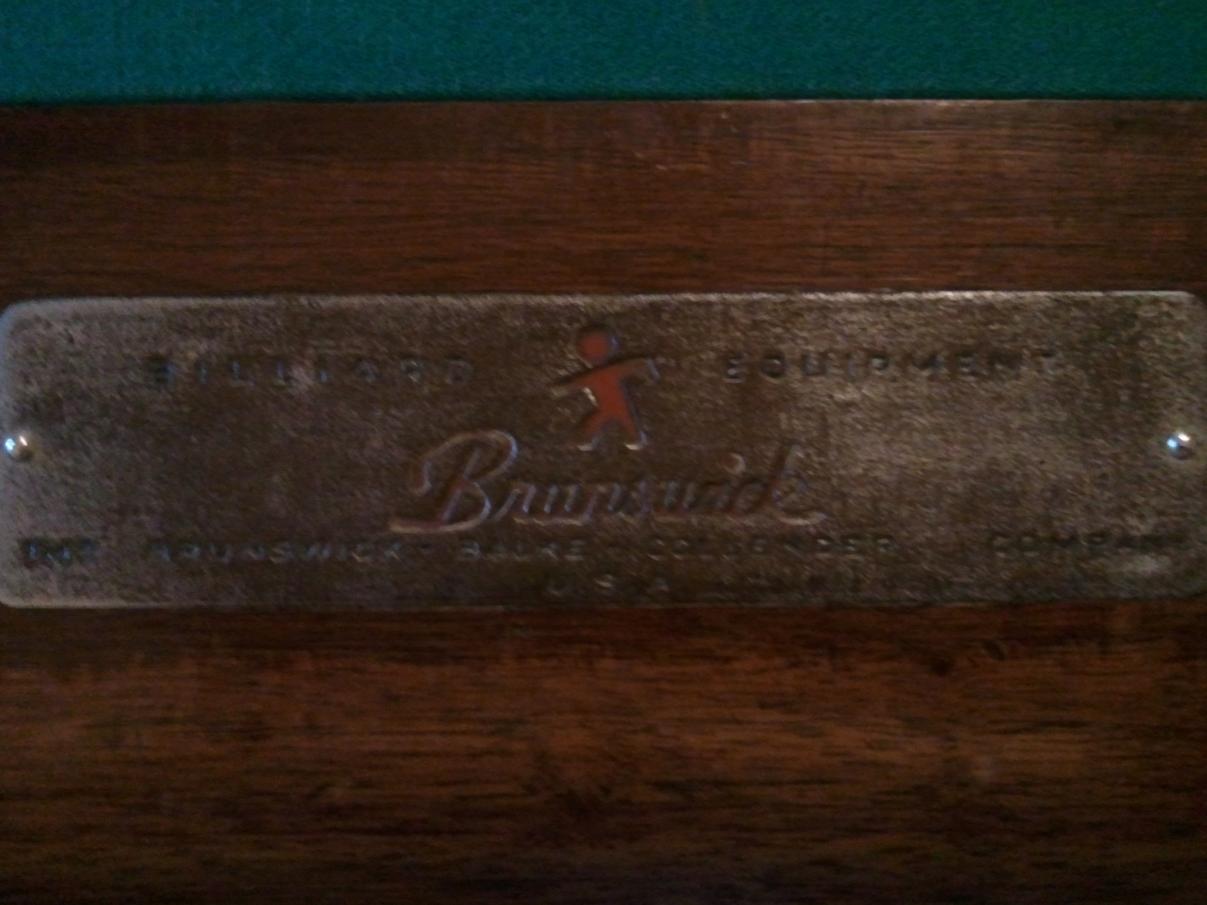 BILLIARD EQUIPMENT
Brunswick
THE BRUNSWICK - BALKE - COLLENDER COMPANY
U.S.A.